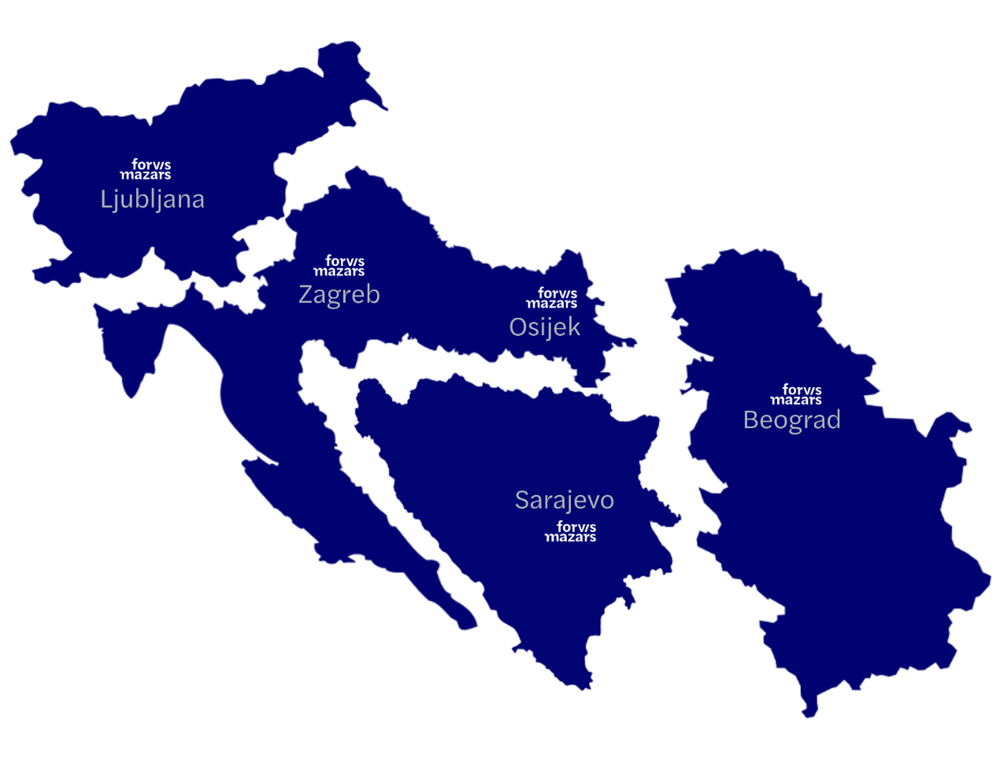 forvis
mazars
Ljubljana
forvis
mazars
Zagreb
forvis
mazars
Osijek
forvis
mazars
Beograd
Sarajevo
forvis
mazars